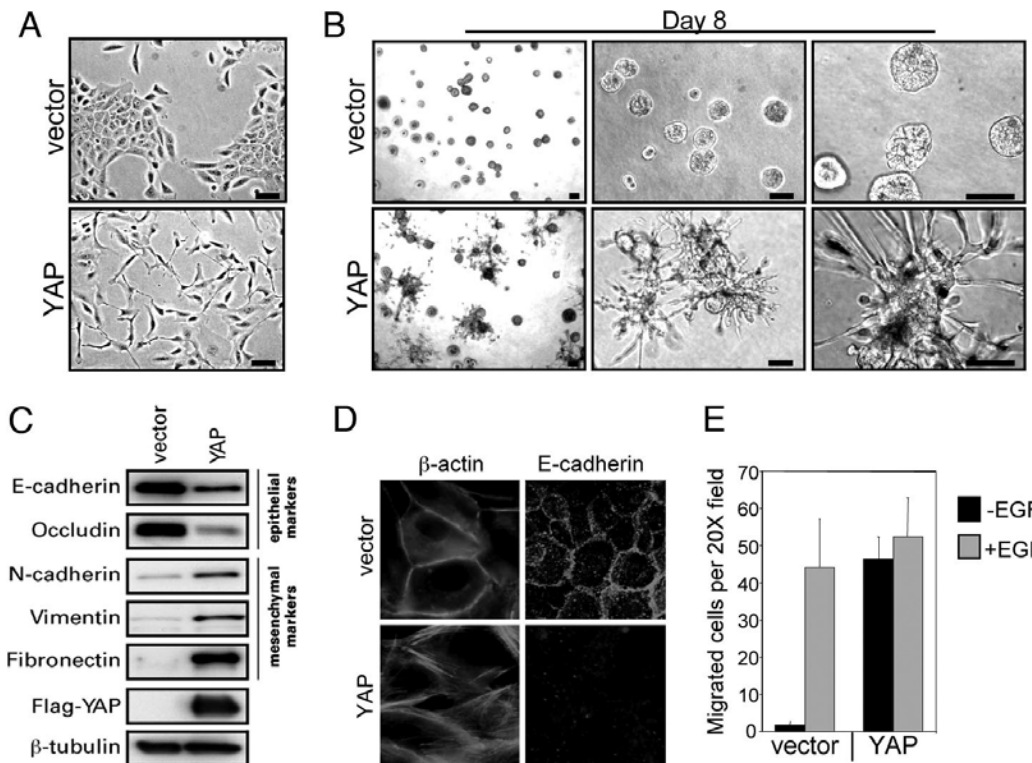 A
vector
YAP
B
Day 8
vector
YAP
C
vector
YAP
E-cadherin
Occludin
N-cadherin
Vimentin
Fibronectin
Flag-YAP
β-tubulin
epithelial
markers
mesenchymal
markers
D
β-actin
E-cadherin
vector
YAP
E
Migrated cells per 20X field
70
60
50
40
30
20
10
0
vector
YAP
-EGF
+EGF